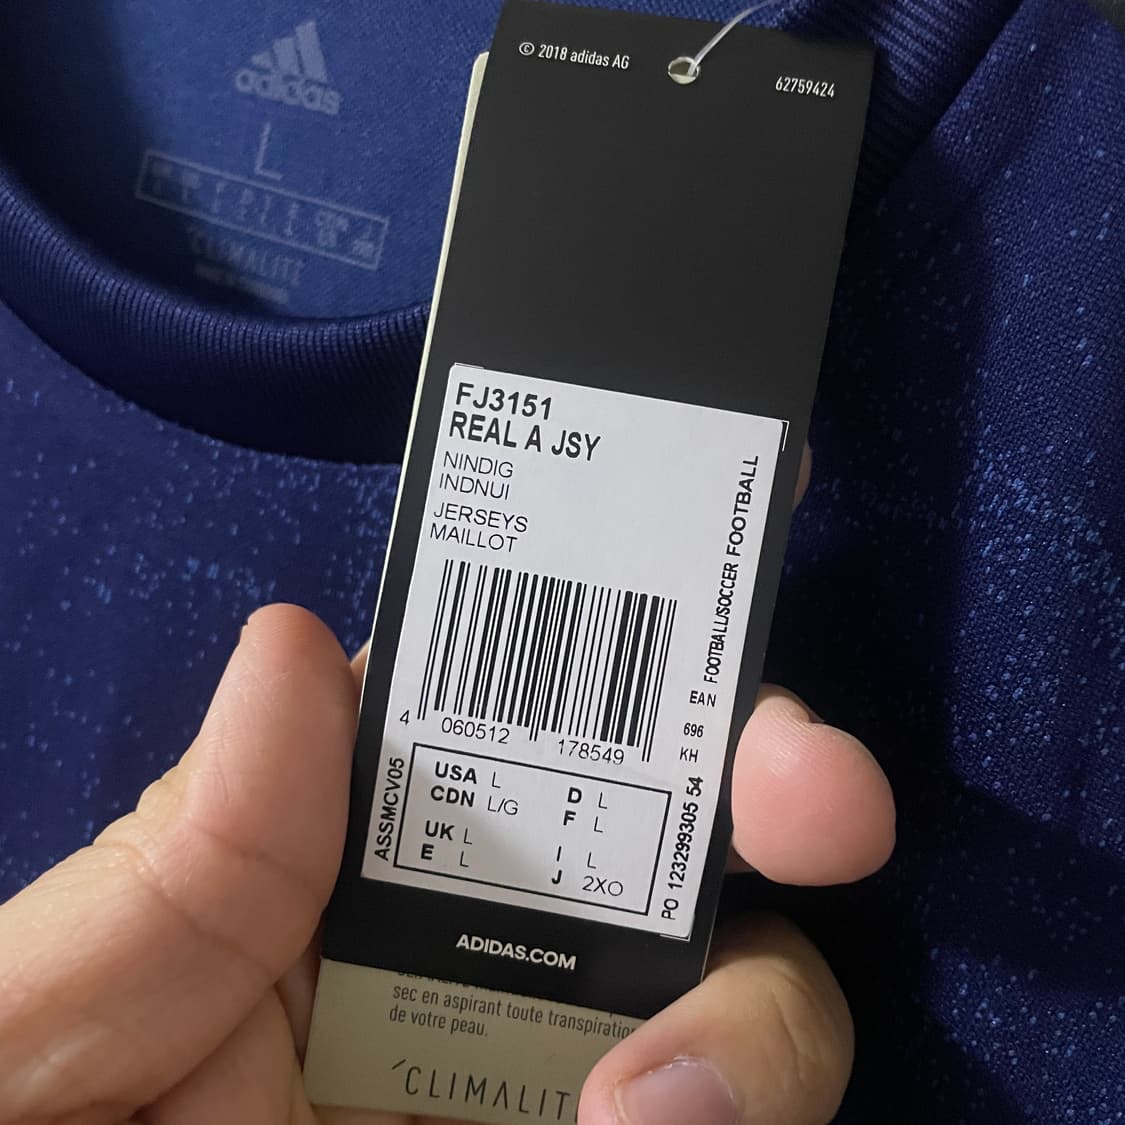 adidas
L
CLIMALITE
© 2018 adidas AG
62759424
FJ3151
REAL A JSY
NINDIG
INDNUI
JERSEYS
MAILLOT
FOOTBALL/SOCCER FOOTBALL
EAN
696
KH
4 060512 178549
ASSMCV05
USA L
CDN L/G
UK L
E L
D L
F L
I L
J 2XO
PO 123299305 54
ADIDAS.COM
sec en aspirant toute
de votre peau.
CLIMALIT